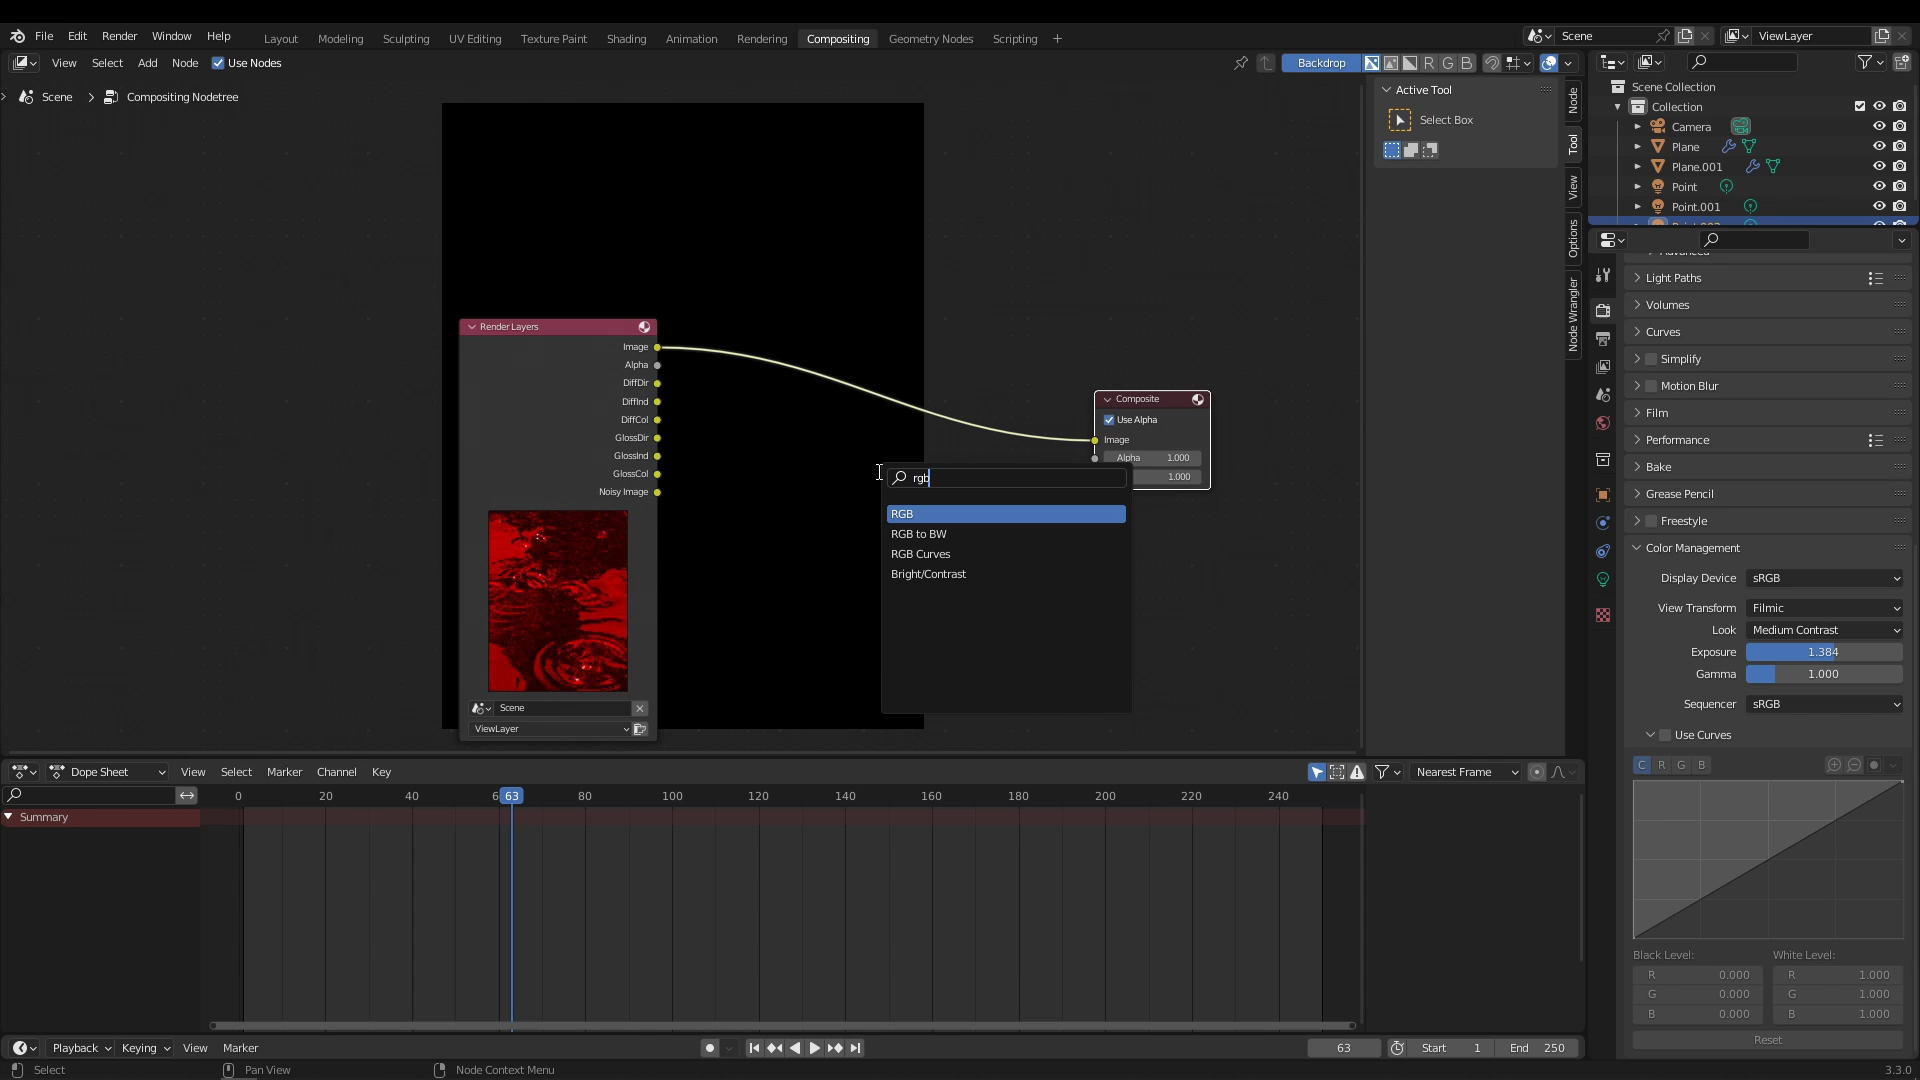 File Edit Render Window Help Layout Modeling Sculpting UV Editing Texture Paint Shading Animation Rendering Compositing Geometry Nodes Scripting + Scene ViewLayer
View Select Add Node Use Nodes Backdrop R G B
Scene > Compositing Nodetree
Active Tool
Select Box
Node
Tool
View
Options
Node Wrangler
Scene Collection
Collection
Camera
Plane
Plane.001
Point
Point.001
Render Layers
Image
Alpha
DiffDir
DiffInd
DiffCol
GlossDir
GlossInd
GlossCol
Noisy Image
Scene
ViewLayer
Composite
Use Alpha
Image
Alpha 1.000
1.000
rgb
RGB
RGB to BW
RGB Curves
Bright/Contrast
Advanced
Light Paths
Volumes
Curves
Simplify
Motion Blur
Film
Performance
Bake
Grease Pencil
Freestyle
Color Management
Display Device sRGB
View Transform Filmic
Look Medium Contrast
Exposure 1.384
Gamma 1.000
Sequencer sRGB
Use Curves
C R G B
Black Level: White Level:
R 0.000 R 1.000
G 0.000 G 1.000
B 0.000 B 1.000
Reset
Dope Sheet View Select Marker Channel Key Nearest Frame
0 20 40 6 63 80 100 120 140 160 180 200 220 240
Summary
Playback Keying View Marker 63 Start 1 End 250
Select Pan View Node Context Menu 3.3.0